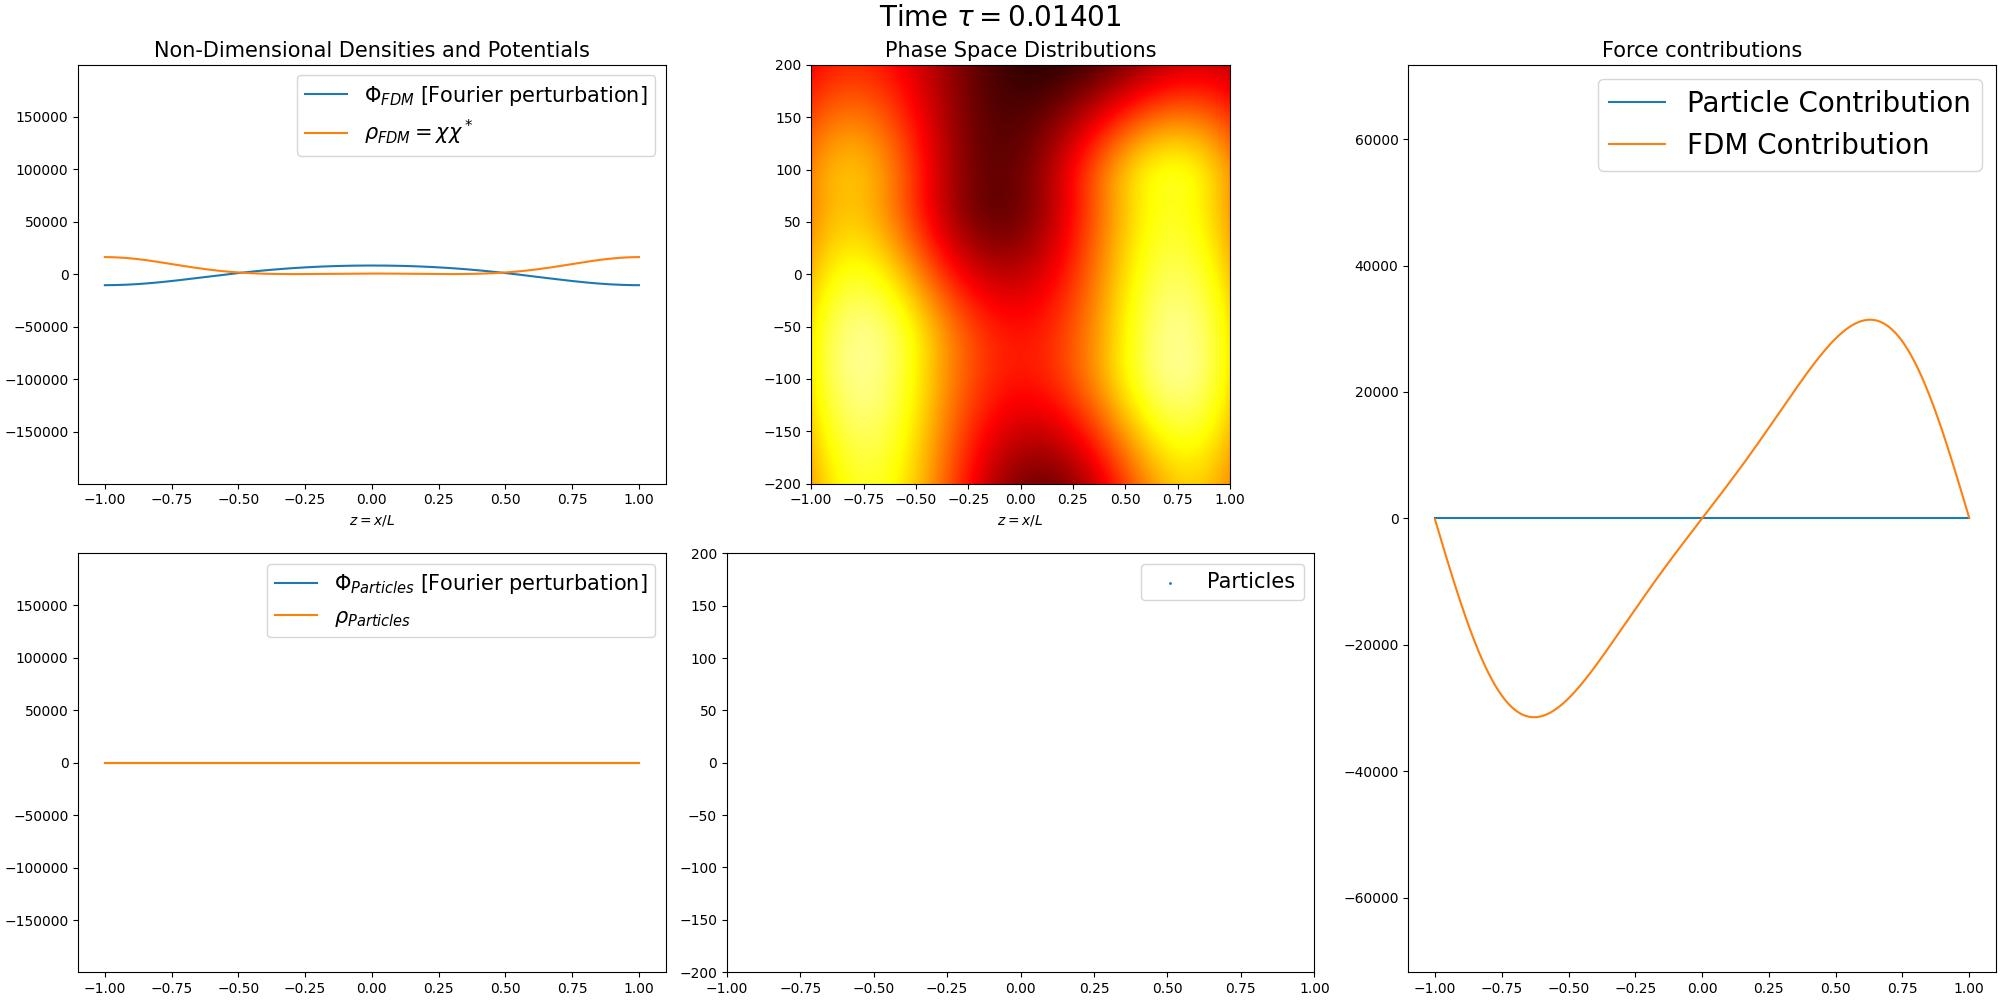 Time τ = 0.01401
Non-Dimensional Densities and Potentials
Φ_FDM [Fourier perturbation]
ρ_FDM = χχ*
150000
100000
50000
0
−50000
−100000
−150000
−1.00 −0.75 −0.50 −0.25 0.00 0.25 0.50 0.75 1.00
z = x/L
Phase Space Distributions
200
150
100
50
0
−50
−100
−150
−200
−1.00 −0.75 −0.50 −0.25 0.00 0.25 0.50 0.75 1.00
z = x/L
Force contributions
Particle Contribution
FDM Contribution
60000
40000
20000
0
−20000
−40000
−60000
−1.00 −0.75 −0.50 −0.25 0.00 0.25 0.50 0.75 1.00
Φ_Particles [Fourier perturbation]
ρ_Particles
150000
100000
50000
0
−50000
−100000
−150000
−1.00 −0.75 −0.50 −0.25 0.00 0.25 0.50 0.75 1.00
Particles
200
150
100
50
0
−50
−100
−150
−200
−1.00 −0.75 −0.50 −0.25 0.00 0.25 0.50 0.75 1.00